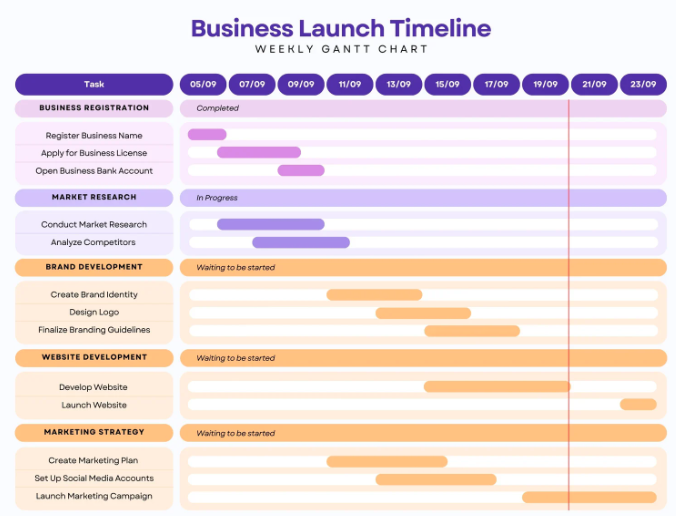 Business Launch Timeline
WEEKLY GANTT CHART
Task 05/09 07/09 09/09 11/09 13/09 15/09 17/09 19/09 21/09 23/09
BUSINESS REGISTRATION Completed
Register Business Name
Apply for Business License
Open Business Bank Account
MARKET RESEARCH In Progress
Conduct Market Research
Analyze Competitors
BRAND DEVELOPMENT Waiting to be started
Create Brand Identity
Design Logo
Finalize Branding Guidelines
WEBSITE DEVELOPMENT Waiting to be started
Develop Website
Launch Website
MARKETING STRATEGY Waiting to be started
Create Marketing Plan
Set Up Social Media Accounts
Launch Marketing Campaign